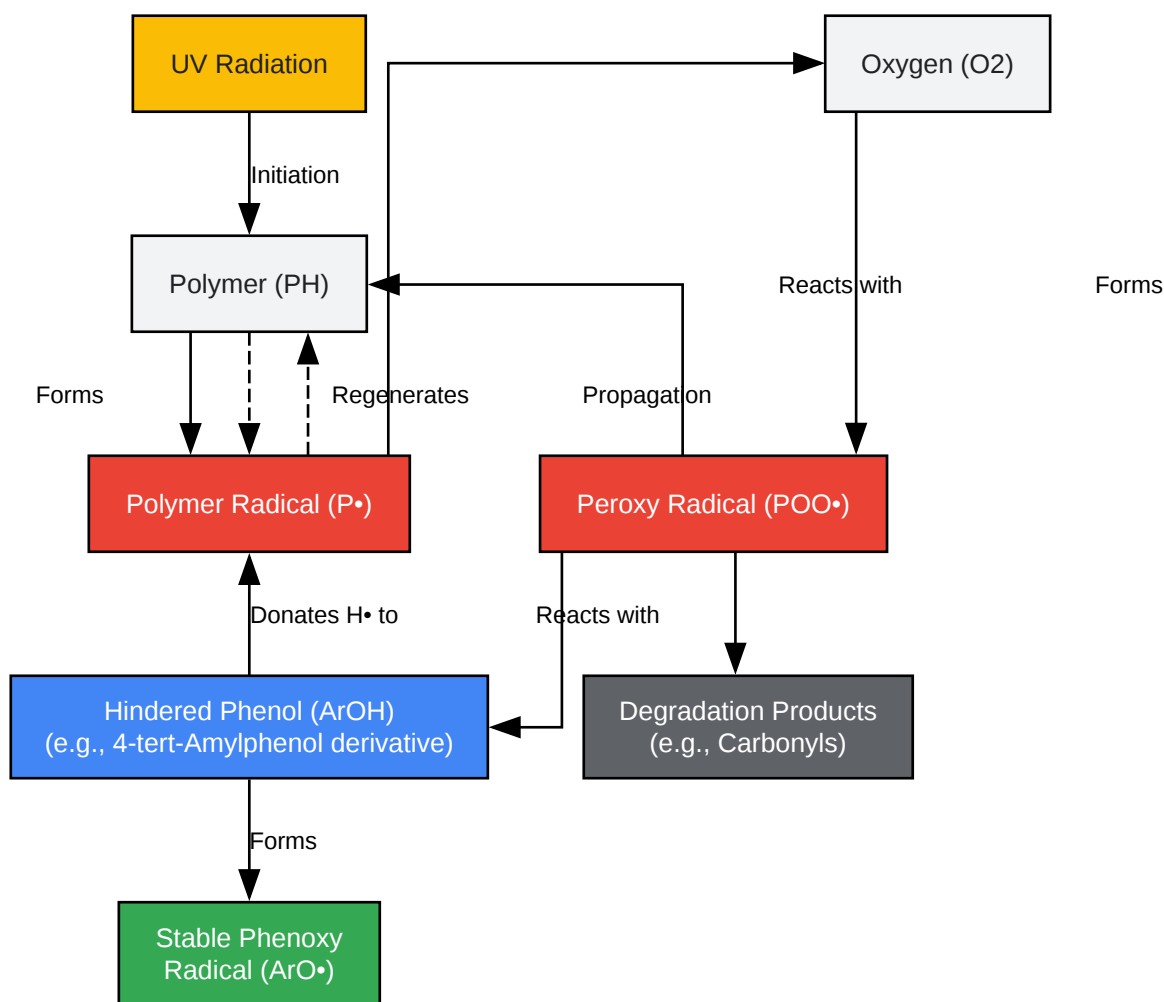 UV Radiation
Oxygen (O2)
Initiation
Polymer (PH)
Reacts with
Forms
Forms
Regenerates
Propagation
Polymer Radical (P•)
Peroxy Radical (POO•)
Donates H• to
Reacts with
Hindered Phenol (ArOH)
(e.g., 4-tert-Amylphenol derivative)
Degradation Products
(e.g., Carbonyls)
Forms
Stable Phenoxy
Radical (ArO•)